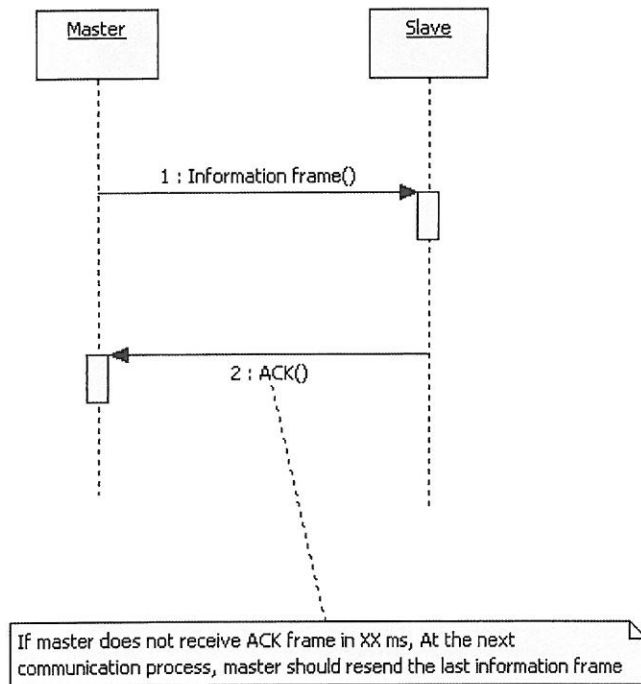 Master
Slave
1 : Information frame()
2 : ACK()
If master does not receive ACK frame in XX ms, At the next
communication process, master should resend the last information frame